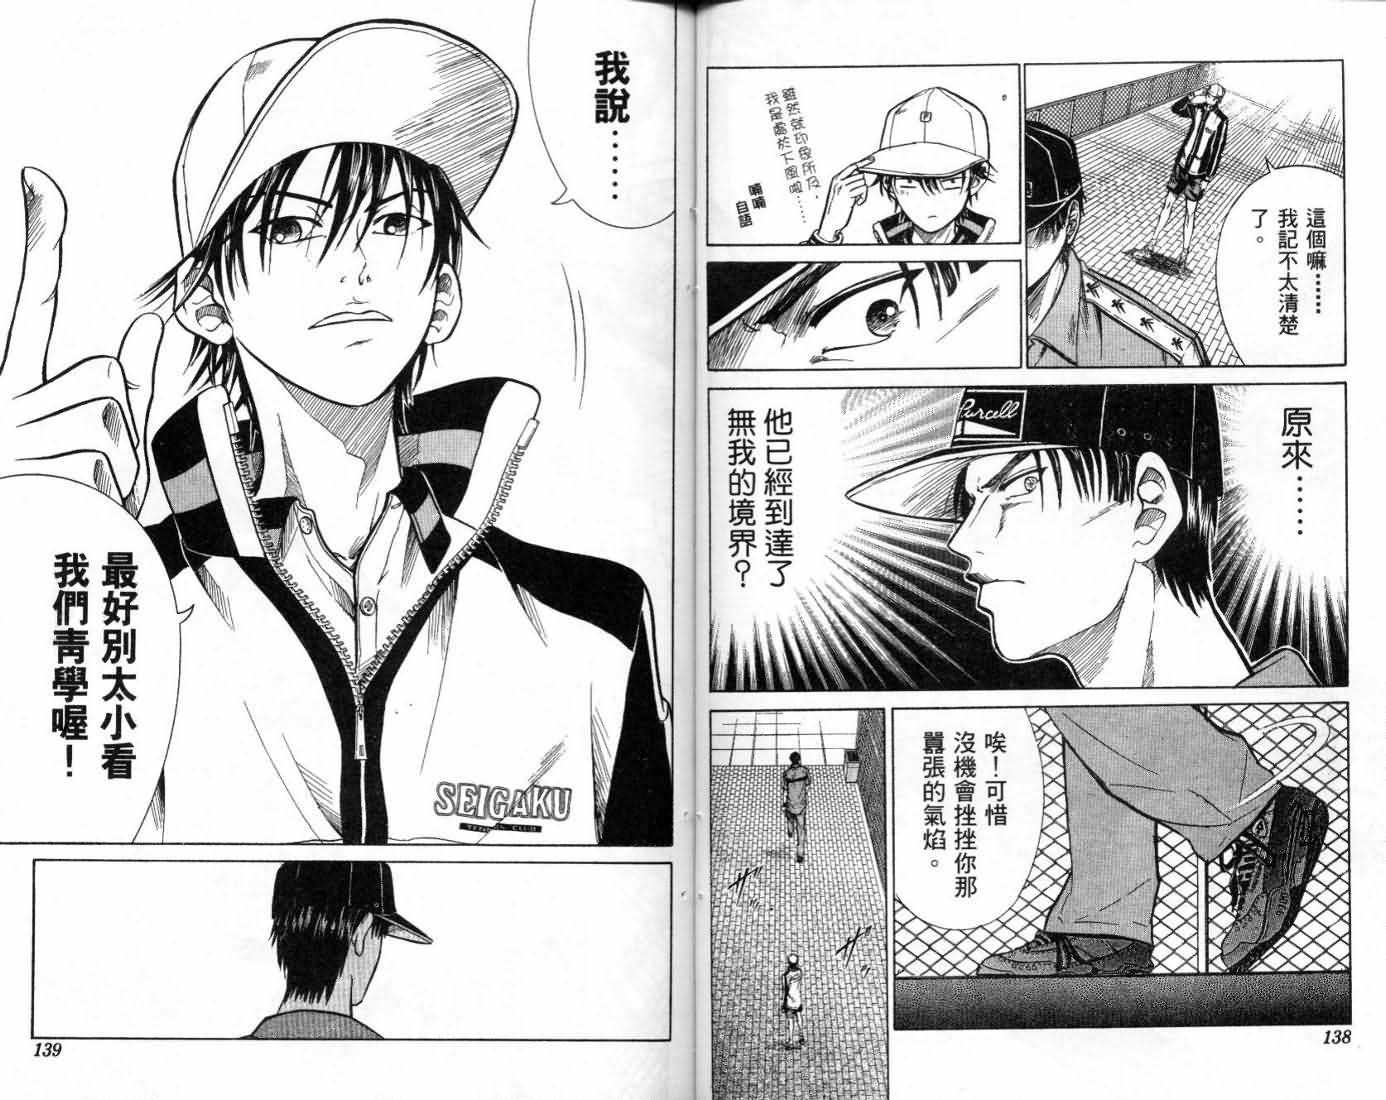 這個嘛……
我記不太清楚
了。
雖然就印象所及，
我是處於下風啦……
喃喃
自語
原來……
Purcell
他已經到達了
無我的境界？
唉！可惜
沒機會挫挫你那
囂張的氣焰。
138
我說……
最好別太小看
我們青學喔！
SEIGAKU
TENNIS CLUB
139